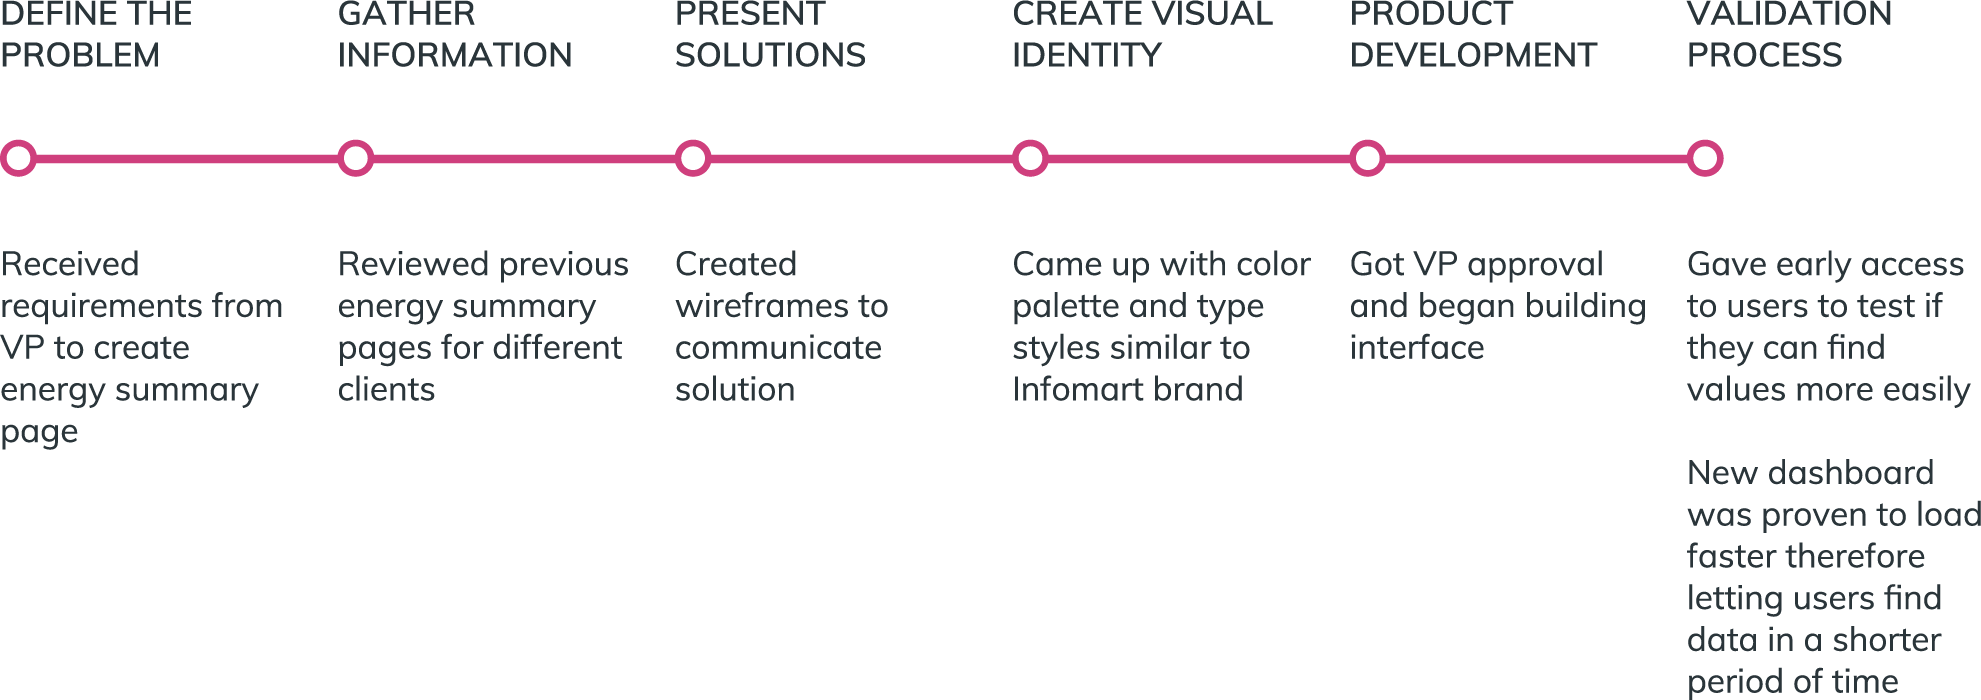 DEFINE THE
PROBLEM
GATHER
INFORMATION
PRESENT
SOLUTIONS
CREATE VISUAL
IDENTITY
PRODUCT
DEVELOPMENT
VALIDATION
PROCESS
Received
requirements from
VP to create
energy summary
page
Reviewed previous
energy summary
pages for different
clients
Created
wireframes to
communicate
solution
Came up with color
palette and type
styles similar to
Infomart brand
Got VP approval
and began building
interface
Gave early access
to users to test if
they can find
values more easily
New dashboard
was proven to load
faster therefore
letting users find
data in a shorter
period of time